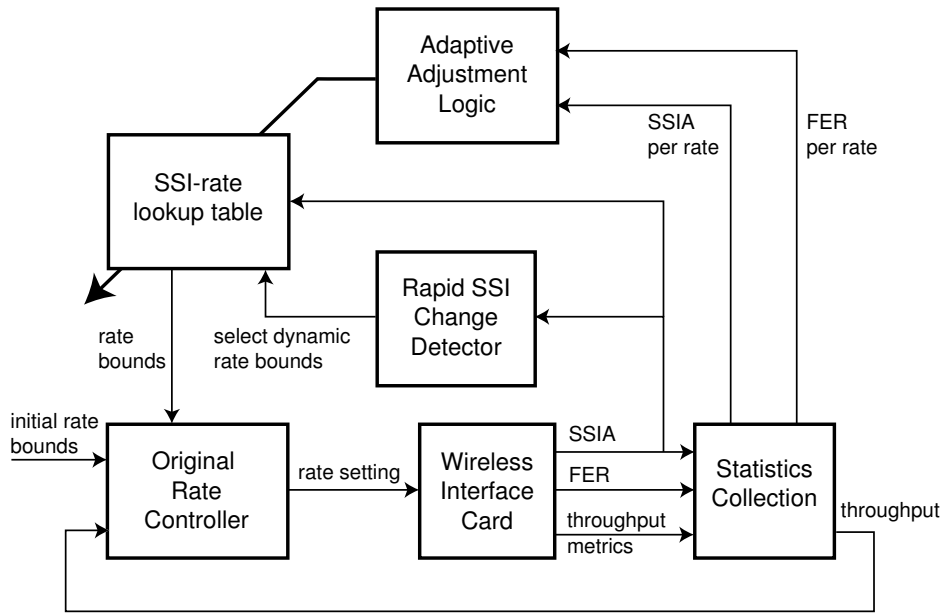 Adaptive
Adjustment
Logic
SSIA
per rate
FER
per rate
SSI-rate
lookup table
Rapid SSI
Change
Detector
rate
bounds
select dynamic
rate bounds
initial rate
bounds
Original
Rate
Controller
rate setting
Wireless
Interface
Card
SSIA
FER
throughput
metrics
Statistics
Collection
throughput